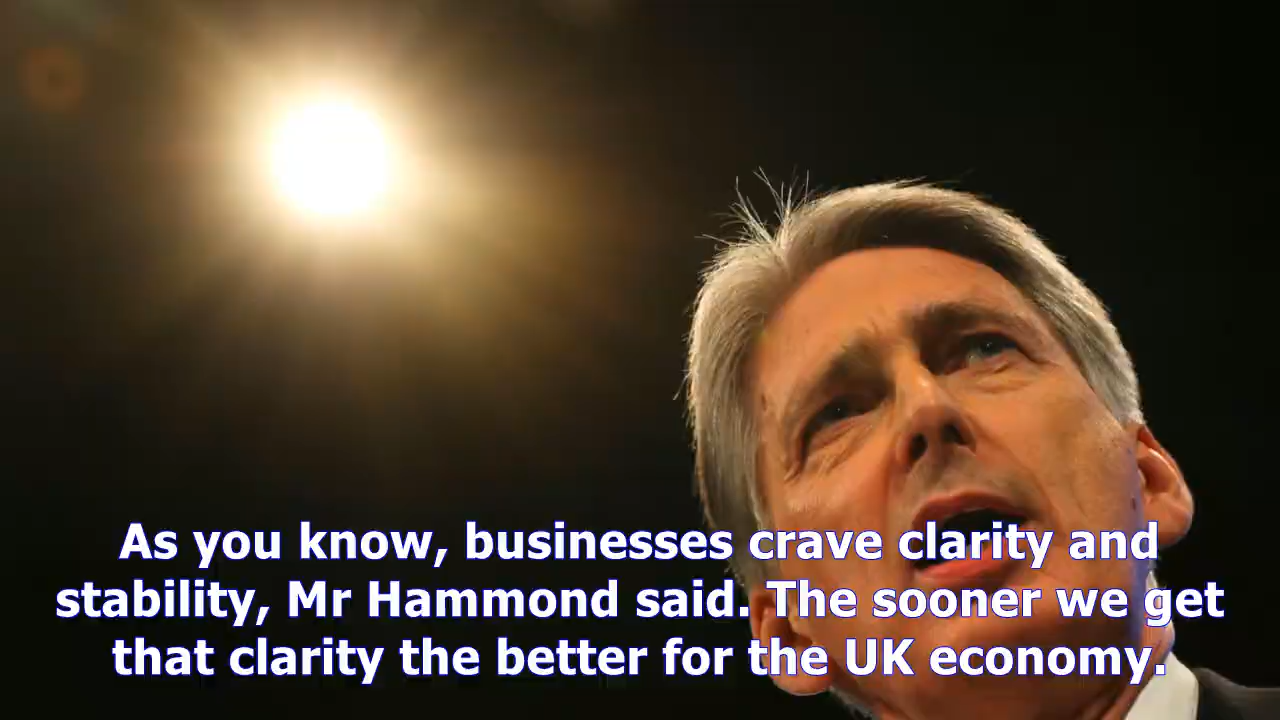 As you know, businesses crave clarity and
stability, Mr Hammond said. The sooner we get
that clarity the better for the UK economy.